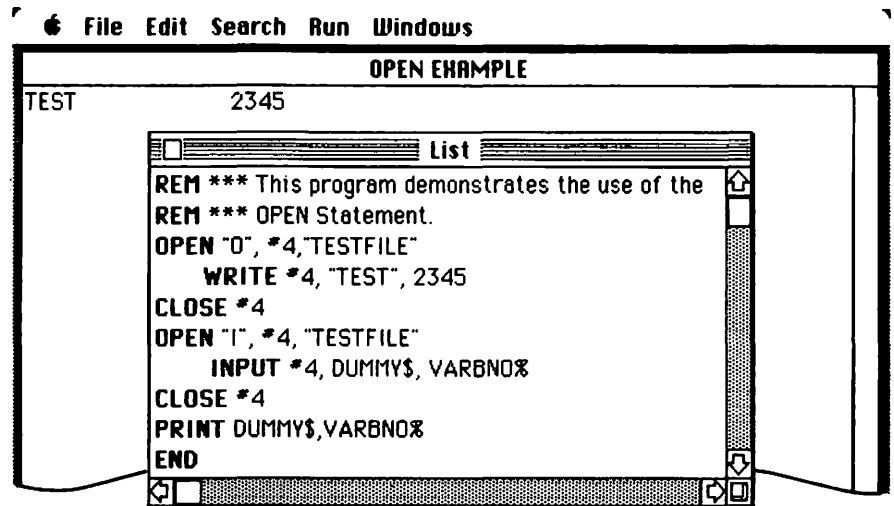 File Edit Search Run Windows
OPEN EXAMPLE
TEST 2345
List
REM *** This program demonstrates the use of the
REM *** OPEN Statement.
OPEN "O", #4,"TESTFILE"
WRITE #4, "TEST", 2345
CLOSE #4
OPEN "I", #4,"TESTFILE"
INPUT #4, DUMMY$, VARBNO%
CLOSE #4
PRINT DUMMY$,VARBNO%
END